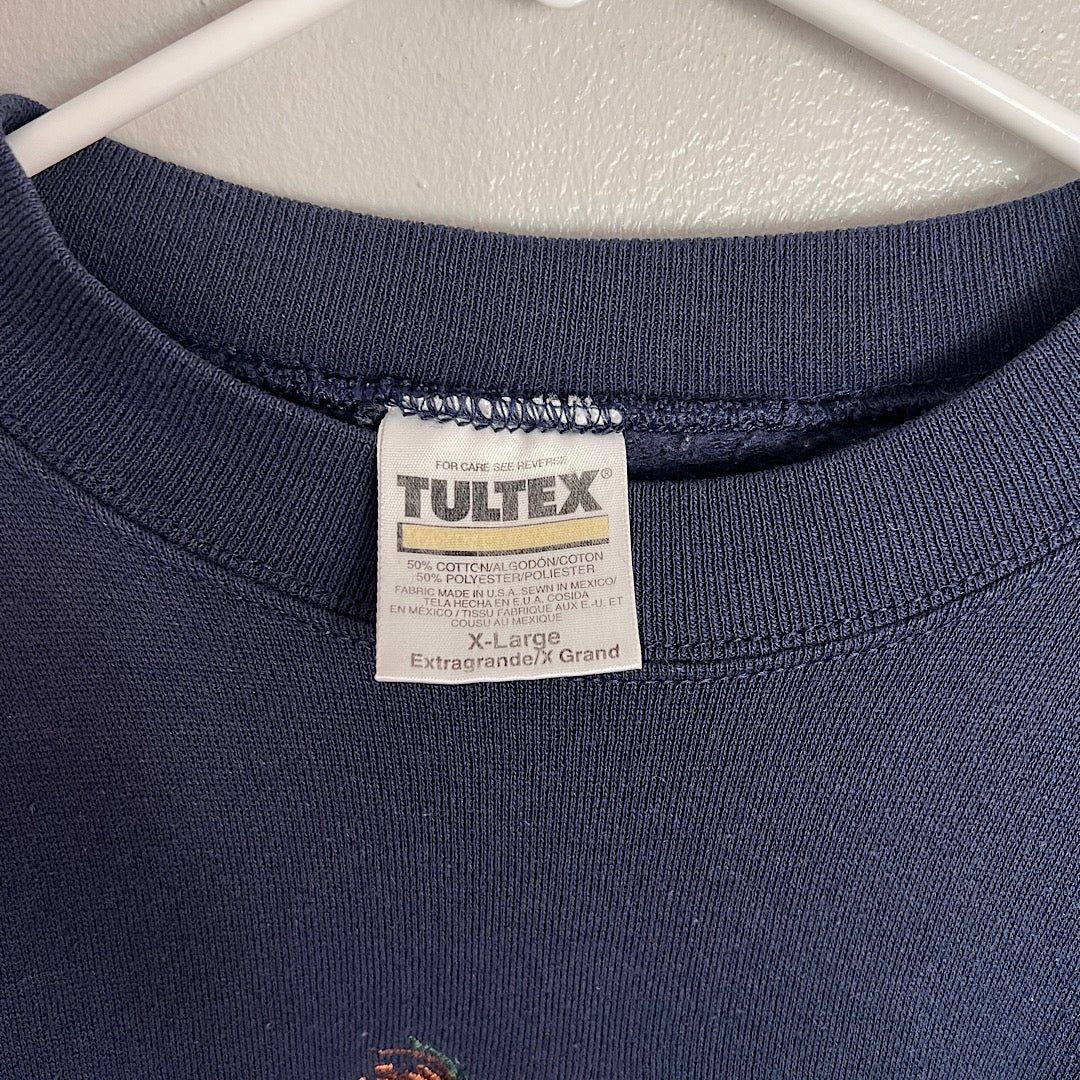 FOR CARE SEE REVERSE
TULTEX®
50% COTTON/ALGODÓN/COTON
50% POLYESTER/POLIESTER
FABRIC MADE IN U.S.A. SEWN IN MEXICO/
TELA HECHA EN E.U.A. COSIDA
EN MÉXICO / TISSU FABRIQUE AUX E.-U. ET
COUSU AU MEXIQUE
X-Large
Extragrande/X Grand